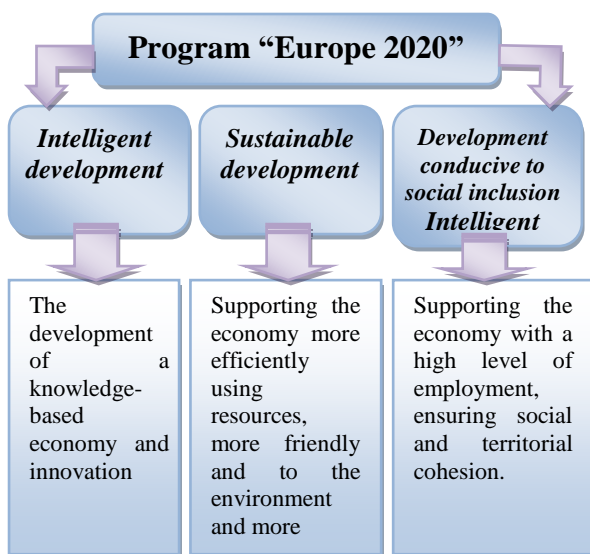 Program “Europe 2020”
Intelligent
development
Sustainable
development
Development
conducive to
social inclusion
Intelligent
The
development
of a
knowledge-
based
economy and
innovation
Supporting the
economy more
efficiently
using
resources,
more friendly
and to the
environment
and more
Supporting the
economy with a
high level of
employment,
ensuring social
and territorial
cohesion.